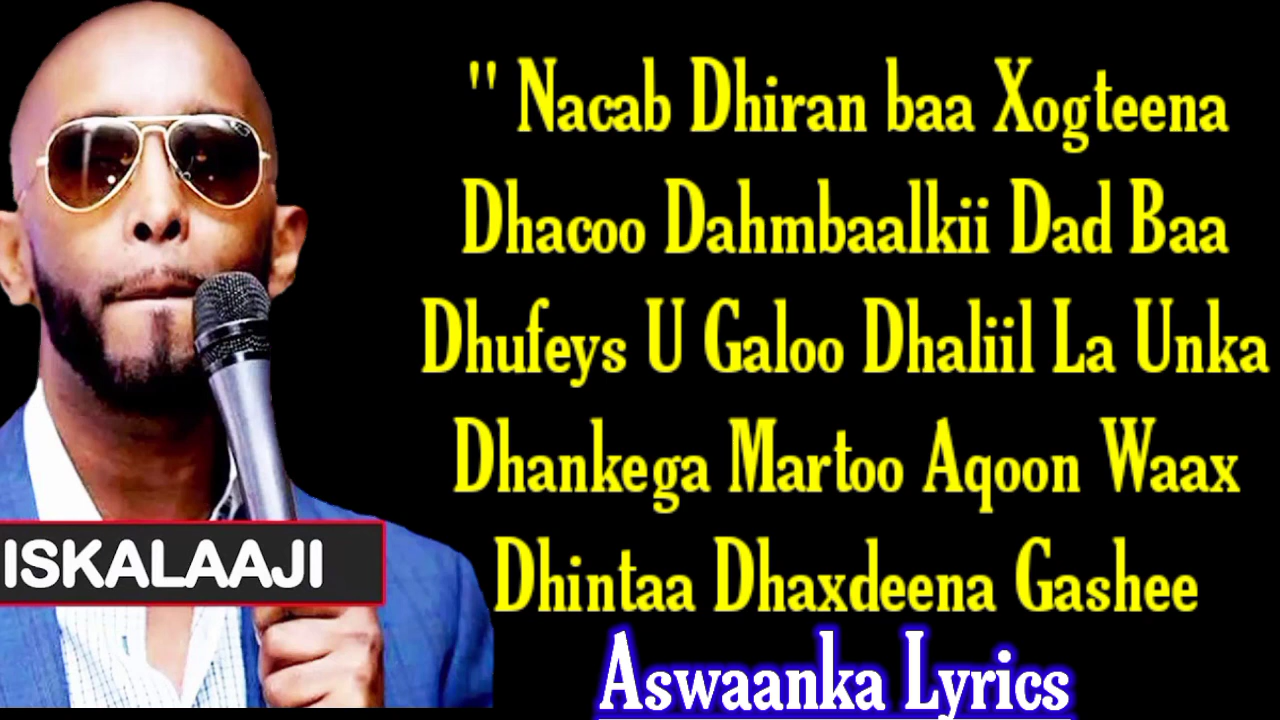 " Nacab Dhiran baa Xogteena
Dhacoo Dahmbaalkii Dad Baa
Dhufeys U Galoo Dhaliil La Unka
Dhankega Martoo Aqoon Waax
Dhintaa Dhaxdeena Gashee
ISKALAAJI
Aswaanka Lyrics